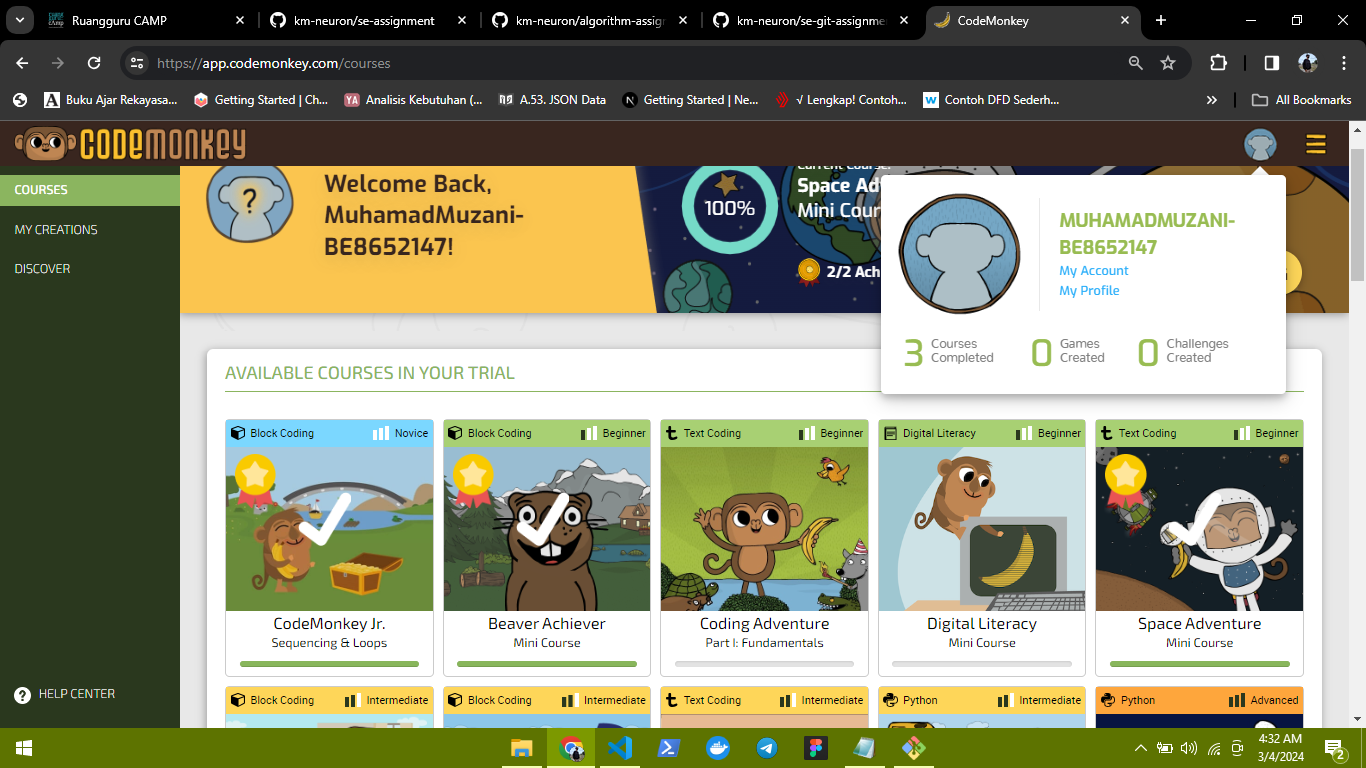 Ruangguru CAMP
km-neuron/se-assignment
km-neuron/algorithm-assign
km-neuron/se-git-assignme
CodeMonkey
https://app.codemonkey.com/courses
Buku Ajar Rekayasa...
Getting Started | Ch...
YA Analisis Kebutuhan (...
A.53. JSON Data
Getting Started | Ne...
√ Lengkap! Contoh...
Contoh DFD Sederh...
All Bookmarks
CODEMONKEY
COURSES
MY CREATIONS
DISCOVER
HELP CENTER
?
Welcome Back,
MuhamadMuzani-
BE8652147!
100%
Current Course:
Space Ad
Mini Cour
2/2 Ach
MUHAMADMUZANI-
BE8652147
My Account
My Profile
3 Courses Completed
0 Games Created
0 Challenges Created
AVAILABLE COURSES IN YOUR TRIAL
Block Coding Novice
CodeMonkey Jr.
Sequencing & Loops
Block Coding Beginner
Beaver Achiever
Mini Course
Text Coding Beginner
Coding Adventure
Part I: Fundamentals
Digital Literacy Beginner
Digital Literacy
Mini Course
Text Coding Beginner
Space Adventure
Mini Course
Block Coding Intermediate
Block Coding Intermediate
Text Coding Intermediate
Python Intermediate
Python Advanced
4:32 AM
3/4/2024
2